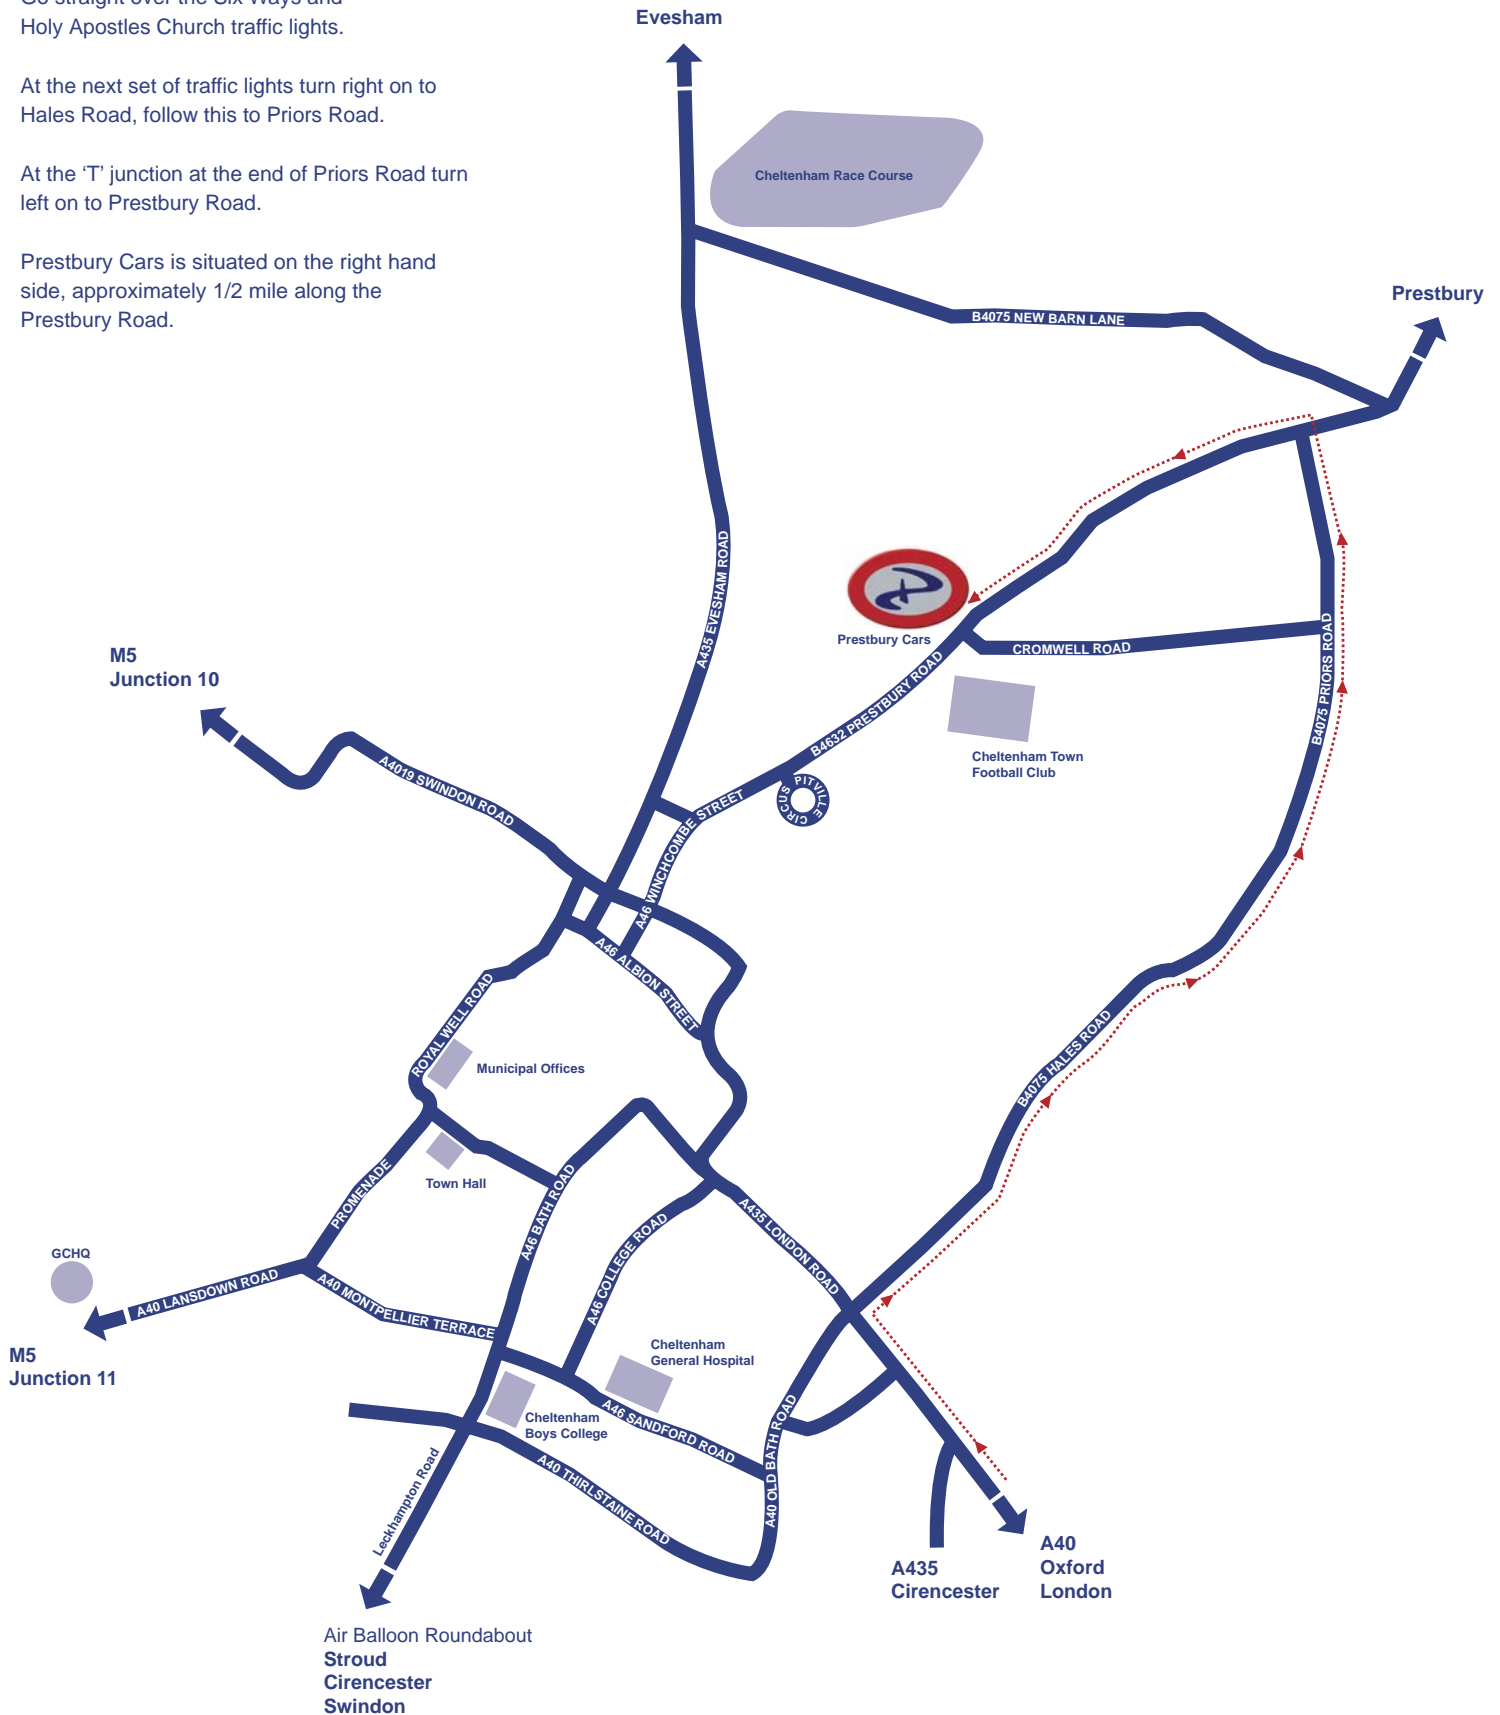 Go straight over the Six Ways and
Holy Apostles Church traffic lights.
At the next set of traffic lights turn right on to
Hales Road, follow this to Priors Road.
At the ‘T’ junction at the end of Priors Road turn
left on to Prestbury Road.
Prestbury Cars is situated on the right hand
side, approximately 1/2 mile along the
Prestbury Road.
Evesham
Cheltenham Race Course
Prestbury
B4075 NEW BARN LANE
A435 EVESHAM ROAD
Prestbury Cars
CROMWELL ROAD
B4075 PRIORS ROAD
M5
Junction 10
B4632 PRESTBURY ROAD
Cheltenham Town
Football Club
A4019 SWINDON ROAD
PITVILLE CIRCUS
A46 WINCHCOMBE STREET
A46 ALBION STREET
ROYAL WELL ROAD
Municipal Offices
B4075 HALES ROAD
Town Hall
PROMENADE
A46 BATH ROAD
A46 COLLEGE ROAD
A435 LONDON ROAD
GCHQ
A40 LANSDOWN ROAD
A40 MONTPELLIER TERRACE
M5
Junction 11
Cheltenham
General Hospital
Cheltenham
Boys College
A46 SANDFORD ROAD
A40 OLD BATH ROAD
A40 THIRLSTAINE ROAD
Leckhampton Road
A435
Cirencester
A40
Oxford
London
Air Balloon Roundabout
Stroud
Cirencester
Swindon